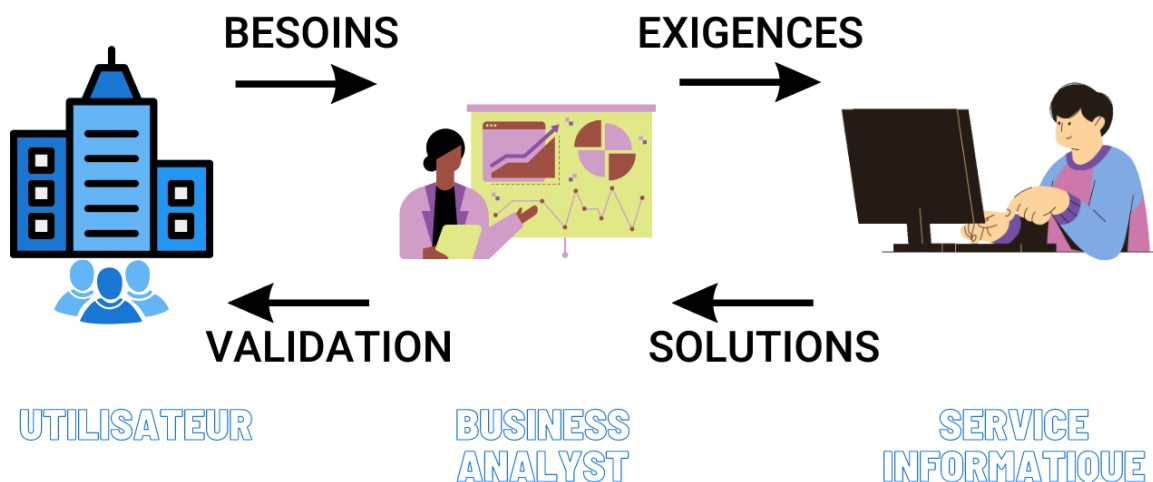 BESOINS
EXIGENCES
VALIDATION
SOLUTIONS
UTILISATEUR
BUSINESS
ANALYST
SERVICE
INFORMATIQUE